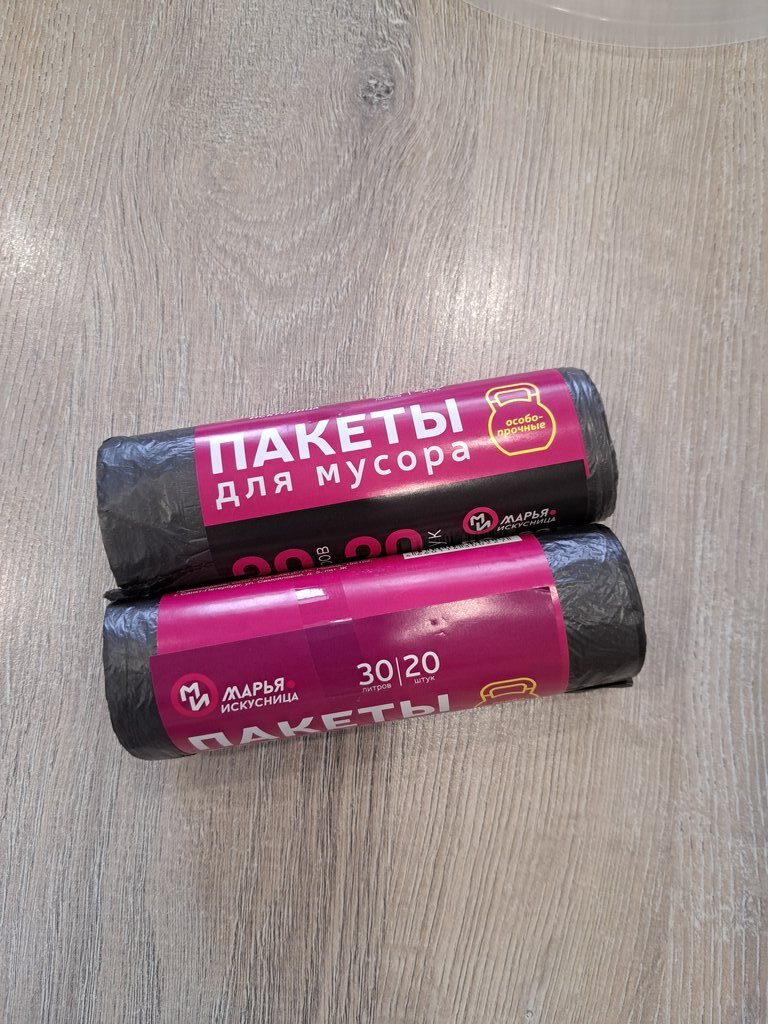 ПАКЕТЫ
для мусора
особо-
прочные
МАРЬЯ
ИСКУСНИЦА
МАРЬЯ
ИСКУСНИЦА
30|20
литров штук
ПАКЕТЫ